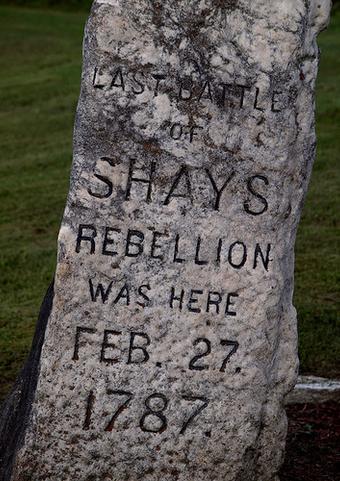 LAST BATTLE
OF
SHAYS
REBELLION
WAS HERE
FEB. 27.
1787.